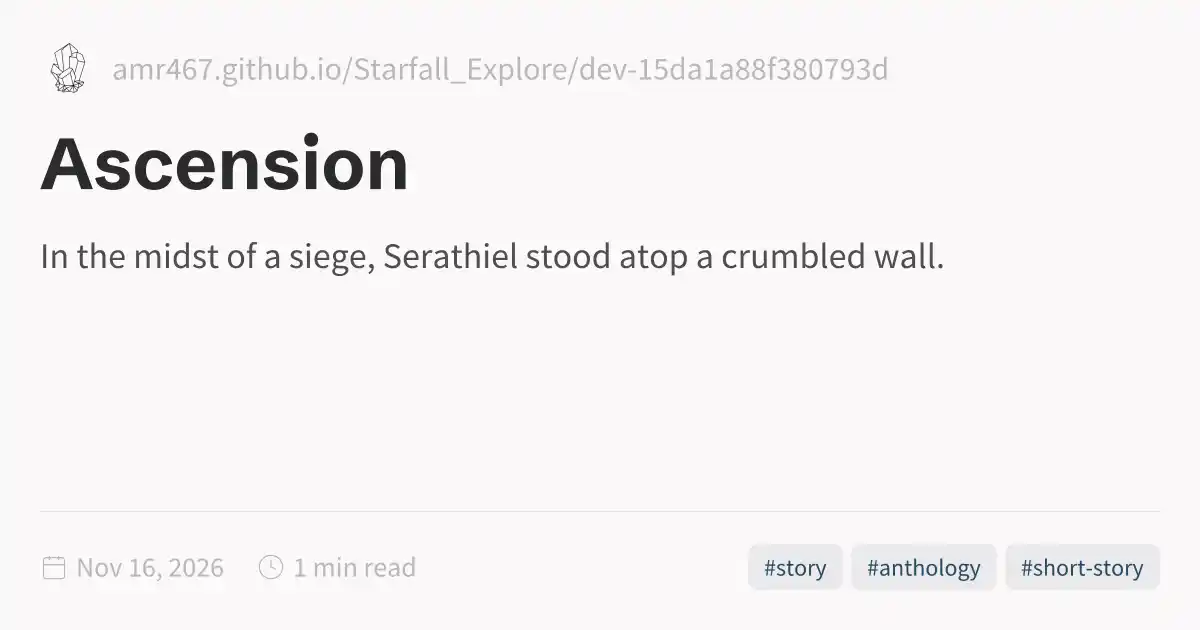 amr467.github.io/Starfall_Explore/dev-15da1a88f380793d
Ascension
In the midst of a siege, Serathiel stood atop a crumbled wall.
Nov 16, 2026 1 min read #story #anthology #short-story